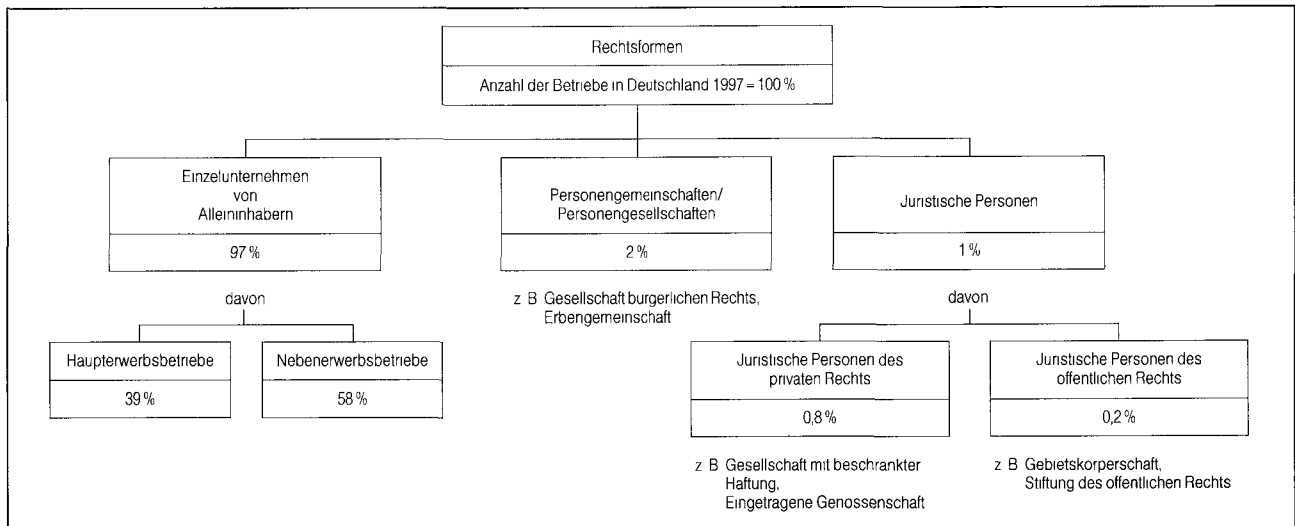 Rechtsformen
Anzahl der Betriebe in Deutschland 1997 = 100 %
Einzelunternehmen
von
Alleininhabern
97 %
Personengemeinschaften/
Personengesellschaften
2 %
Juristische Personen
1 %
davon
z B Gesellschaft burgerlichen Rechts,
Erbengemeinschaft
davon
Haupterwerbsbetriebe
39 %
Nebenerwerbsbetriebe
58 %
Juristische Personen des
privaten Rechts
0,8 %
Juristische Personen des
offentlichen Rechts
0,2 %
z B Gesellschaft mit beschrankter
Haftung,
Eingetragene Genossenschaft
z B Gebietskorperschaft,
Stiftung des offentlichen Rechts